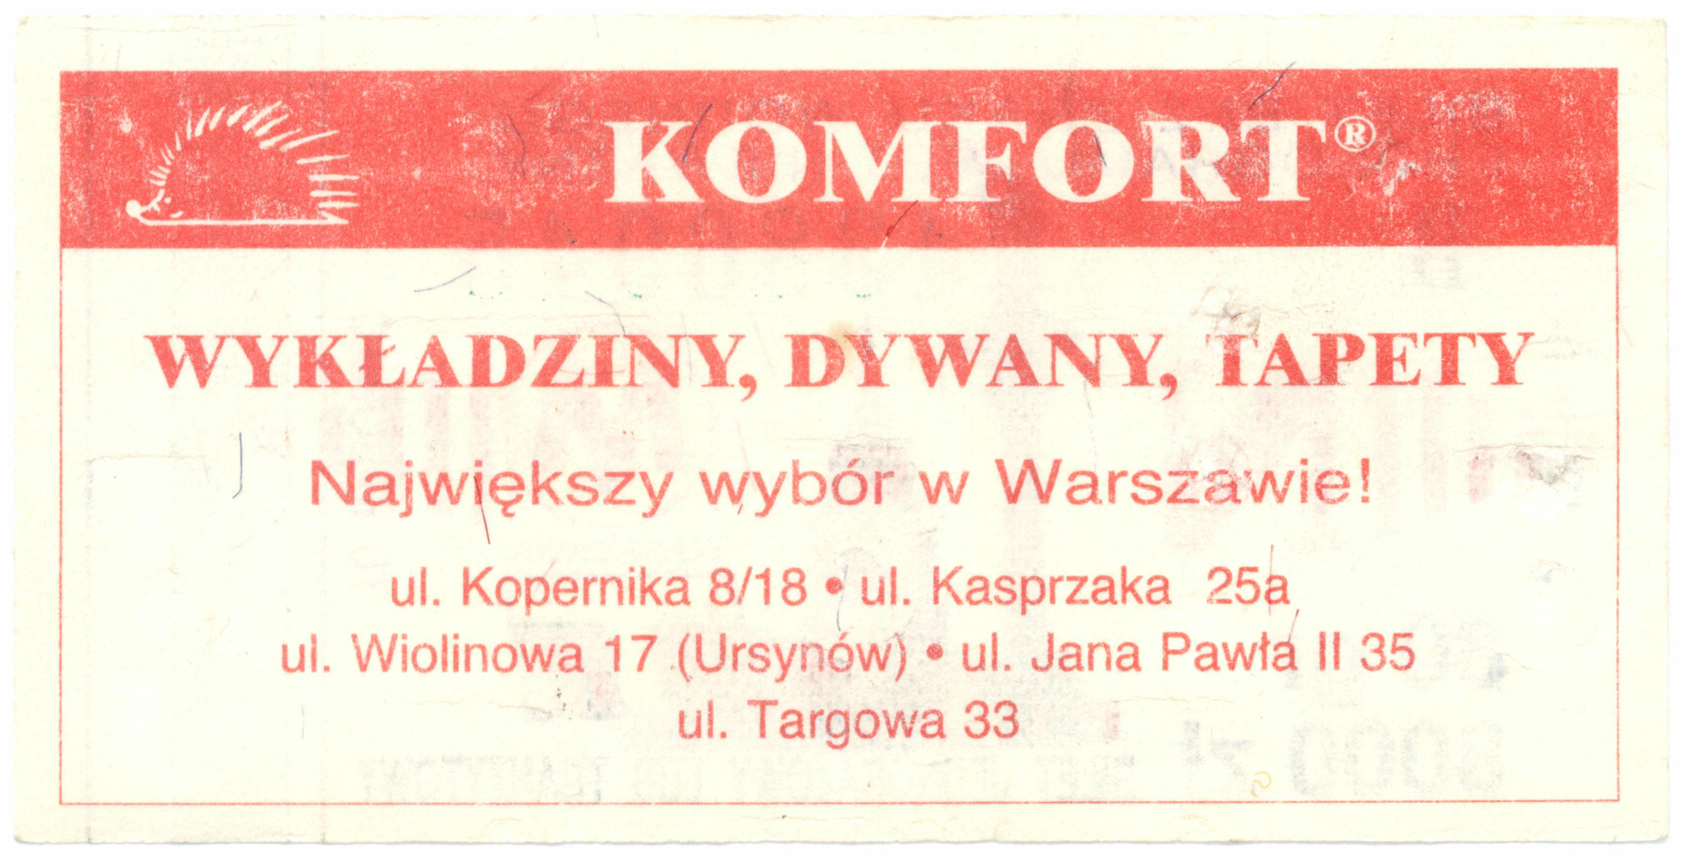 KOMFORT®
WYKŁADZINY, DYWANY, TAPETY
Największy wybór w Warszawie!
ul. Kopernika 8/18 • ul. Kasprzaka 25a
ul. Wiolinowa 17 (Ursynów) • ul. Jana Pawła II 35
ul. Targowa 33